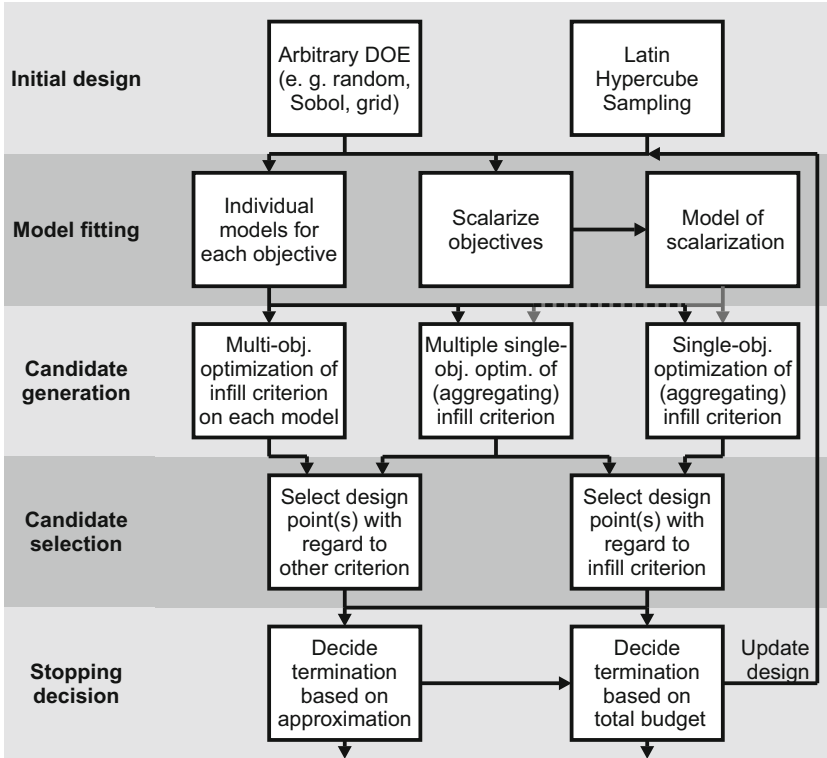 Initial design
Arbitrary DOE
(e. g. random,
Sobol, grid)
Latin
Hypercube
Sampling
Model fitting
Individual
models for
each objective
Scalarize
objectives
Model of
scalarization
Candidate
generation
Multi-obj.
optimization of
infill criterion
on each model
Multiple single-
obj. optim. of
(aggregating)
infill criterion
Single-obj.
optimization of
(aggregating)
infill criterion
Candidate
selection
Select design
point(s) with
regard to
other criterion
Select design
point(s) with
regard to
infill criterion
Stopping
decision
Decide
termination
based on
approximation
Decide
termination
based on
total budget
Update
design